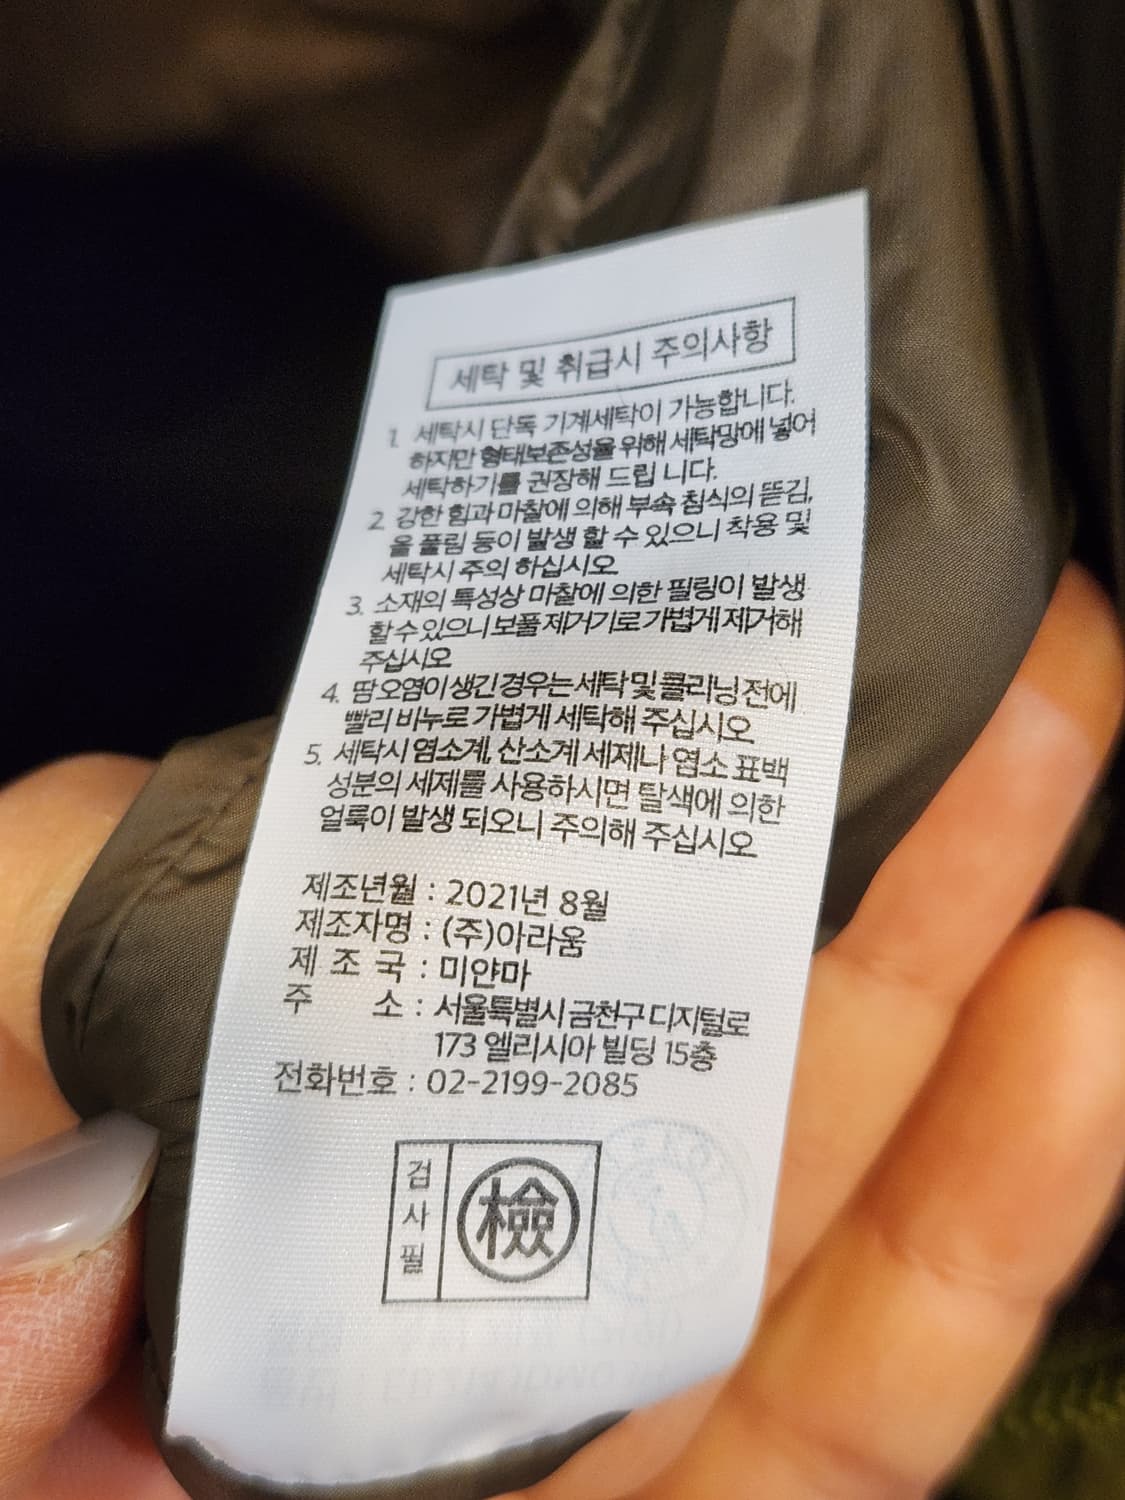 세탁 및 취급시 주의사항
1. 세탁시 단독 기계세탁이 가능합니다.
하지만 형태보존성을 위해 세탁망에 넣어
세탁하기를 권장해 드립 니다.
2. 강한 힘과 마찰에 의해 부속 침식의 뜯김,
올 풀림 등이 발생 할 수 있으니 착용 및
세탁시 주의 하십시오
3. 소재의 특성상 마찰에 의한 필링이 발생
할 수 있으니 보풀 제거기로 가볍게 제거해
주십시오
4. 땀 오염이 생긴 경우는 세탁 및 클리닝 전에
빨리 비누로 가볍게 세탁해 주십시오
5. 세탁시 염소계, 산소계 세제나 염소 표백
성분의 세제를 사용하시면 탈색에 의한
얼룩이 발생 되오니 주의해 주십시오
제조년월 : 2021년 8월
제조자명 : (주)아라움
제 조 국 : 미얀마
주 소 : 서울특별시 금천구 디지털로
173 엘리시아 빌딩 15층
전화번호 : 02-2199-2085
검사필
檢